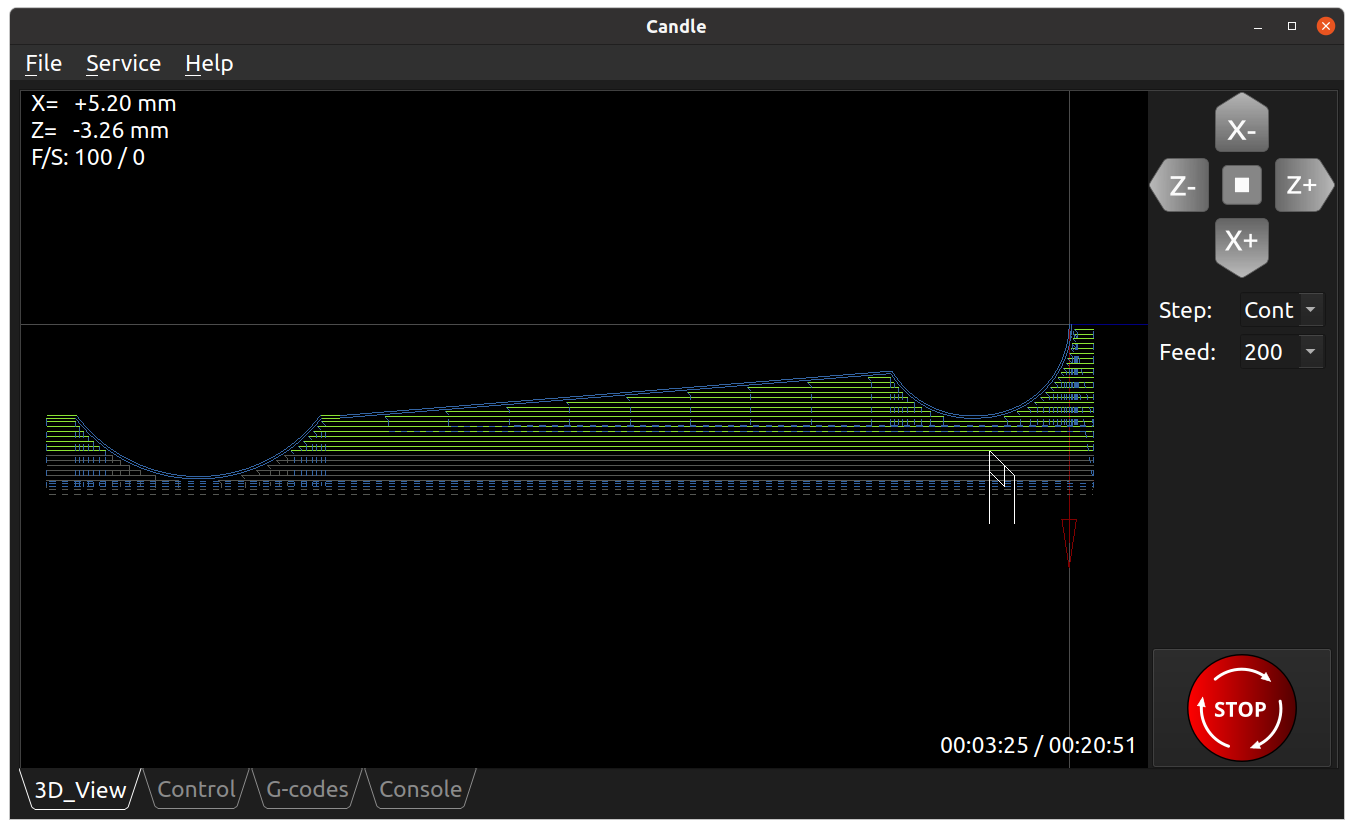 Candle
File Service Help
X= +5.20 mm
Z= -3.26 mm
F/S: 100 / 0
X-
Z-
Z+
X+
Step: Cont
Feed: 200
STOP
00:03:25 / 00:20:51
3D_View Control G-codes Console